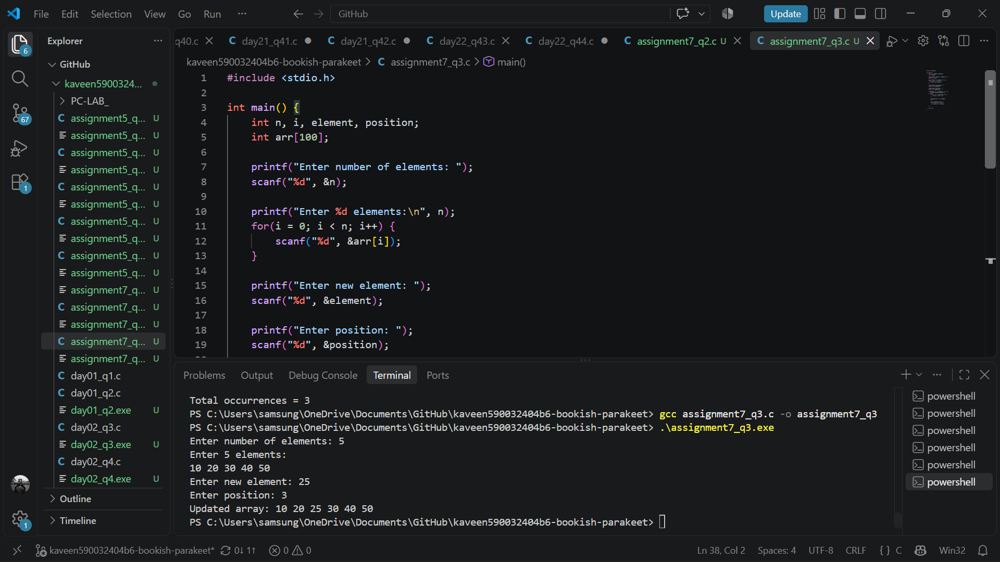 File Edit Selection View Go Run
GitHub
Update
Explorer
q40.c
day21_q41.c
day21_q42.c
day22_q43.c
day22_q44.c
assignment7_q2.c U
assignment7_q3.c U
kaveen590032404b6-bookish-parakeet > C assignment7_q3.c > main()
6
67
1
1
GitHub
kaveen5900324...
PC-LAB_
C assignment5_q... U
assignment5_q... U
C assignment5_q... U
assignment5_q... U
C assignment5_q... U
assignment5_q... U
C assignment5_q... U
assignment5_q... U
C assignment5_q... U
assignment5_q... U
assignment7_q... U
C assignment7_q... U
assignment7_q... U
C assignment7_q... U
assignment7_q... U
C day01_q1.c
C day01_q2.c
day01_q2.exe U
C day02_q3.c
day02_q3.exe U
C day02_q4.c
day02_q4.exe U
Outline
Timeline
1 #include <stdio.h>
2
3 int main() {
4 int n, i, element, position;
5 int arr[100];
6
7 printf("Enter number of elements: ");
8 scanf("%d", &n);
9
10 printf("Enter %d elements:\n", n);
11 for(i = 0; i < n; i++) {
12 scanf("%d", &arr[i]);
13 }
14
15 printf("Enter new element: ");
16 scanf("%d", &element);
17
18 printf("Enter position: ");
19 scanf("%d", &position);
Problems Output Debug Console Terminal Ports
Total occurrences = 3
PS C:\Users\samsung\OneDrive\Documents\GitHub\kaveen590032404b6-bookish-parakeet> gcc assignment7_q3.c -o assignment7_q3
PS C:\Users\samsung\OneDrive\Documents\GitHub\kaveen590032404b6-bookish-parakeet> .\assignment7_q3.exe
Enter number of elements: 5
Enter 5 elements:
10 20 30 40 50
Enter new element: 25
Enter position: 3
Updated array: 10 20 25 30 40 50
PS C:\Users\samsung\OneDrive\Documents\GitHub\kaveen590032404b6-bookish-parakeet>
powershell
powershell
powershell
powershell
powershell
powershell
kaveen590032404b6-bookish-parakeet* 0↓ 1↑ 0 0
Ln 38, Col 2 Spaces: 4 UTF-8 CRLF {} C Win32